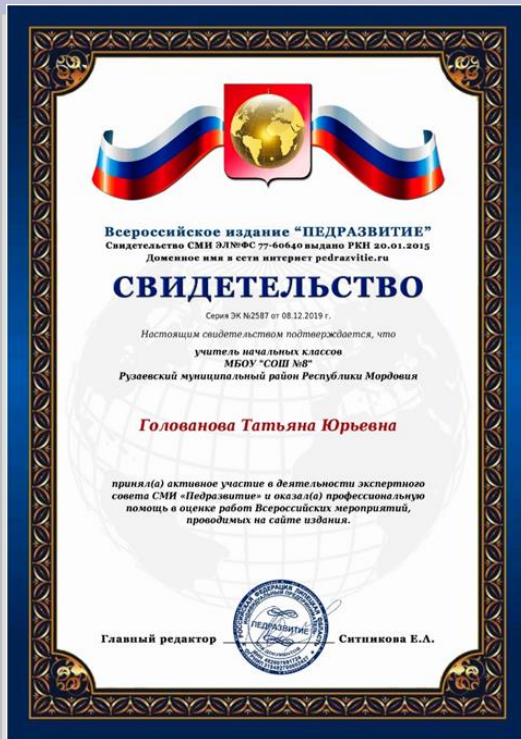 Всероссийское издание “ПЕДРАЗВИТИЕ”
Свидетельство СМИ ЭЛ№ФС 77-60640 выдано РКН 20.01.2015
Доменное имя в сети интернет pedrazvitie.ru
СВИДЕТЕЛЬСТВО
Серия ЭК №2587 от 08.12.2019 г.
Настоящим свидетельством подтверждается, что
учитель начальных классов
МБОУ "СОШ №8"
Рузаевский муниципальный район Республики Мордовия
Голованова Татьяна Юрьевна
принял(а) активное участие в деятельности экспертного
совета СМИ «Педразвитие» и оказал(а) профессиональную
помощь в оценке работ Всероссийских мероприятий,
проводимых на сайте издания.
ПЕДРАЗВИТИЕ
Главный редактор Ситникова Е.А.